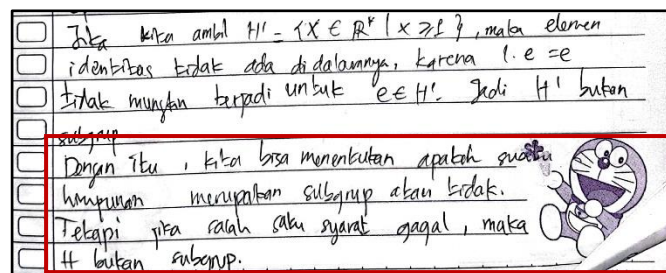 Jika kita ambil H' = {x ∈ ℝ* | x ≥ 1}, maka elemen
identitas tidak ada di dalamnya, karena 1.e = e
tidak mungkin terjadi untuk e ∈ H'. Jadi H' bukan
subgrup
Dengan itu, kita bisa menentukan apakah suatu
himpunan merupakan subgrup atau tidak.
Tetapi jika salah satu syarat gagal, maka
H bukan subgrup.